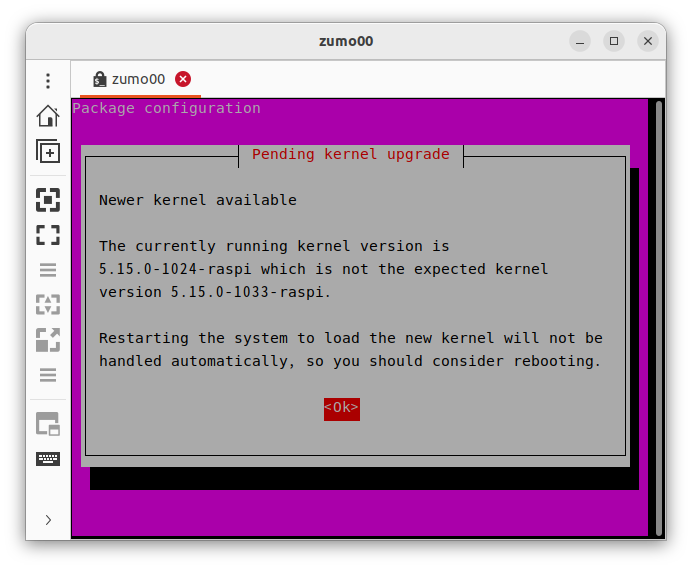 zumo00
zumo00
Package configuration
Pending kernel upgrade
Newer kernel available
The currently running kernel version is
5.15.0-1024-raspi which is not the expected kernel
version 5.15.0-1033-raspi.
Restarting the system to load the new kernel will not be
handled automatically, so you should consider rebooting.
<Ok>